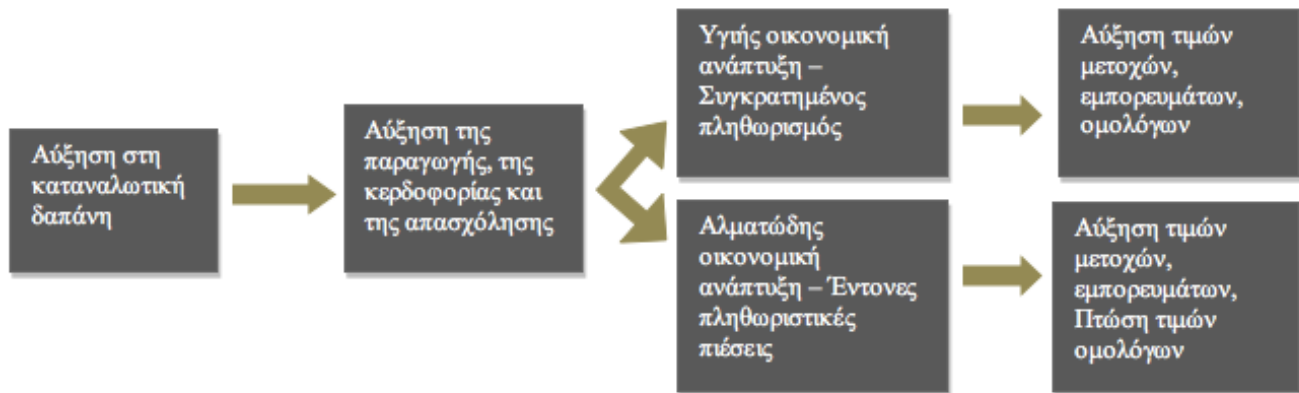 Αύξηση στη
καταναλωτική
δαπάνη
Αύξηση της
παραγωγής, της
κερδοφορίας και
της απασχόλησης
Υγιής οικονομική
ανάπτυξη –
Συγκρατημένος
πληθωρισμός
Αύξηση τιμών
μετοχών,
εμπορευμάτων,
ομολόγων
Αλματώδης
οικονομική
ανάπτυξη – Έντονες
πληθωριστικές
πιέσεις
Αύξηση τιμών
μετοχών,
εμπορευμάτων,
Πτώση τιμών
ομολόγων